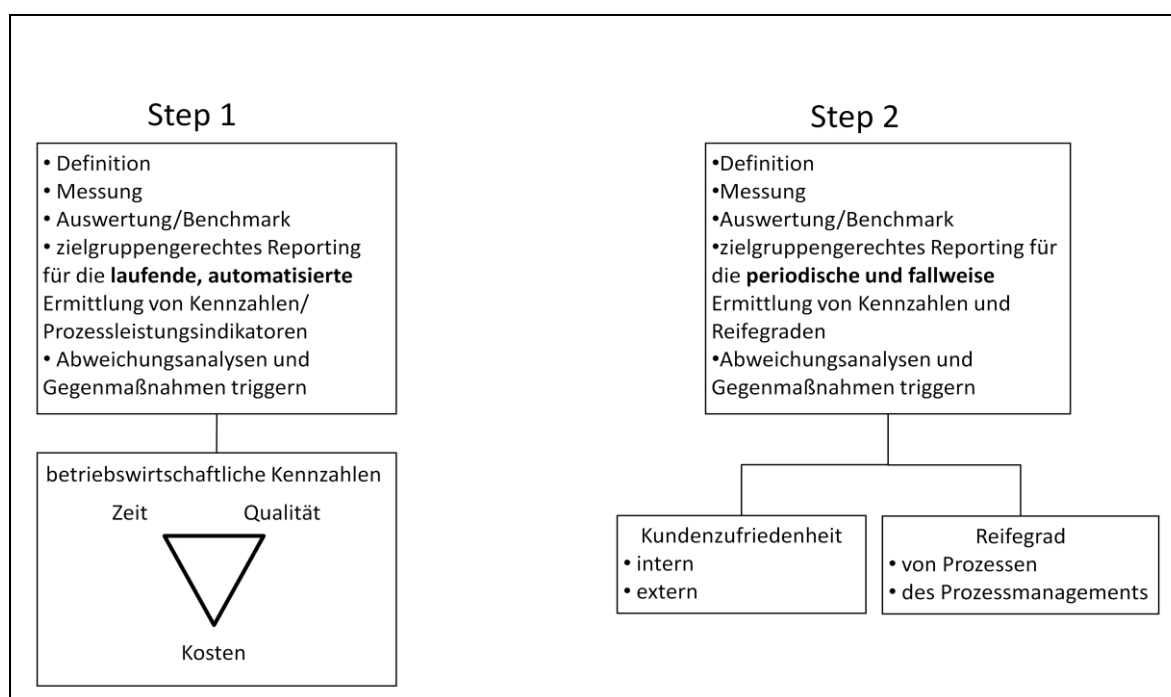 Step 1
• Definition
• Messung
• Auswertung/Benchmark
• zielgruppengerechtes Reporting
für die laufende, automatisierte
Ermittlung von Kennzahlen/
Prozessleistungsindikatoren
• Abweichungsanalysen und
Gegenmaßnahmen triggern
betriebswirtschaftliche Kennzahlen
Zeit
Qualität
Kosten
Step 2
•Definition
•Messung
•Auswertung/Benchmark
•zielgruppengerechtes Reporting für
die periodische und fallweise
Ermittlung von Kennzahlen und
Reifegraden
•Abweichungsanalysen und
Gegenmaßnahmen triggern
Kundenzufriedenheit
• intern
• extern
Reifegrad
• von Prozessen
• des Prozessmanagements